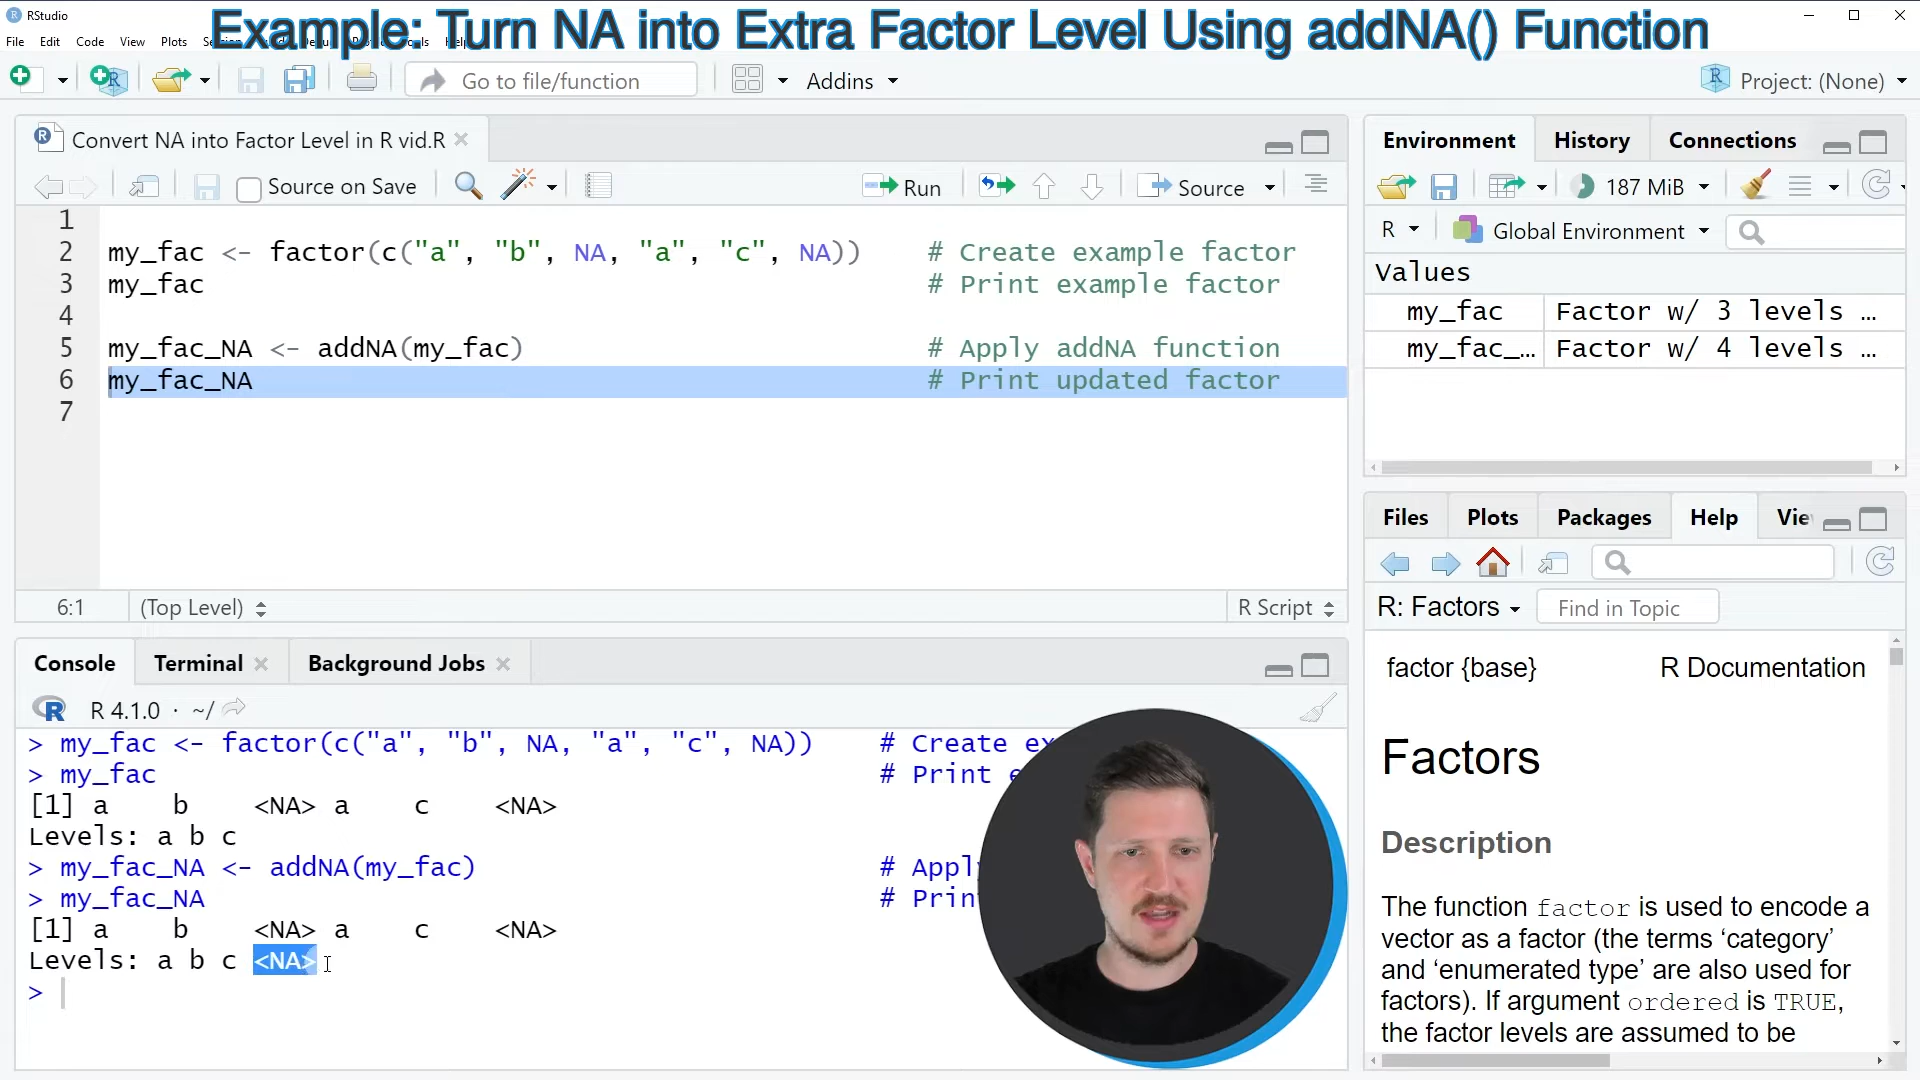 RStudio
Example: Turn NA into Extra Factor Level Using addNA() Function
File Edit Code View Plots
Go to file/function
Addins
Project: (None)
Convert NA into Factor Level in R vid.R
Source on Save
Run
Source
1
2 my_fac <- factor(c("a", "b", NA, "a", "c", NA)) # Create example factor
3 my_fac # Print example factor
4
5 my_fac_NA <- addNA(my_fac) # Apply addNA function
6 my_fac_NA # Print updated factor
7
6:1 (Top Level) R Script
Console Terminal Background Jobs
R 4.1.0 · ~/
> my_fac <- factor(c("a", "b", NA, "a", "c", NA)) # Create ex
> my_fac # Print e
[1] a b <NA> a c <NA>
Levels: a b c
> my_fac_NA <- addNA(my_fac) # Apply
> my_fac_NA # Prin
[1] a b <NA> a c <NA>
Levels: a b c <NA>
>
Environment History Connections
187 MiB
R Global Environment
Values
my_fac Factor w/ 3 levels …
my_fac_… Factor w/ 4 levels …
Files Plots Packages Help Vie
R: Factors Find in Topic
factor {base} R Documentation
Factors
Description
The function factor is used to encode a
vector as a factor (the terms ‘category’
and ‘enumerated type’ are also used for
factors). If argument ordered is TRUE,
the factor levels are assumed to be